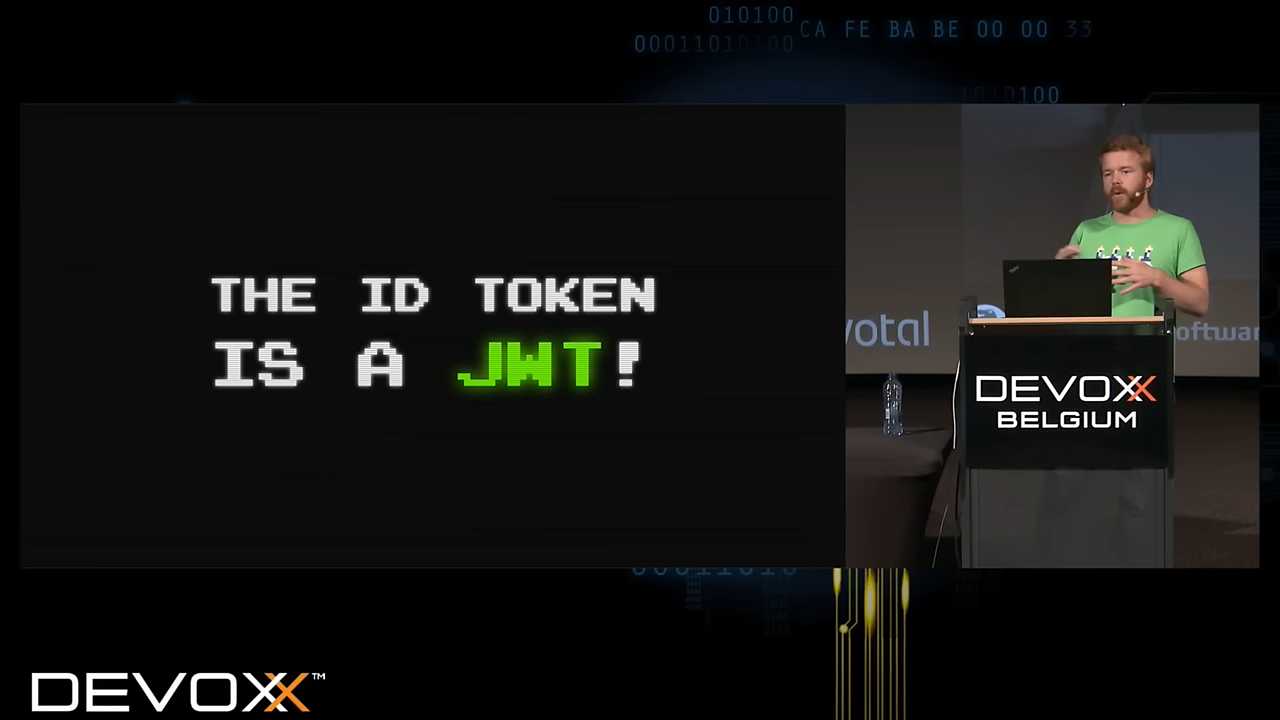 010100
CA FE BA BE 00 00 33
00011010100
1010100
THE ID TOKEN
IS A JWT!
votal
oftwar
DEVOXX
BELGIUM
00011010
DEVOXX™